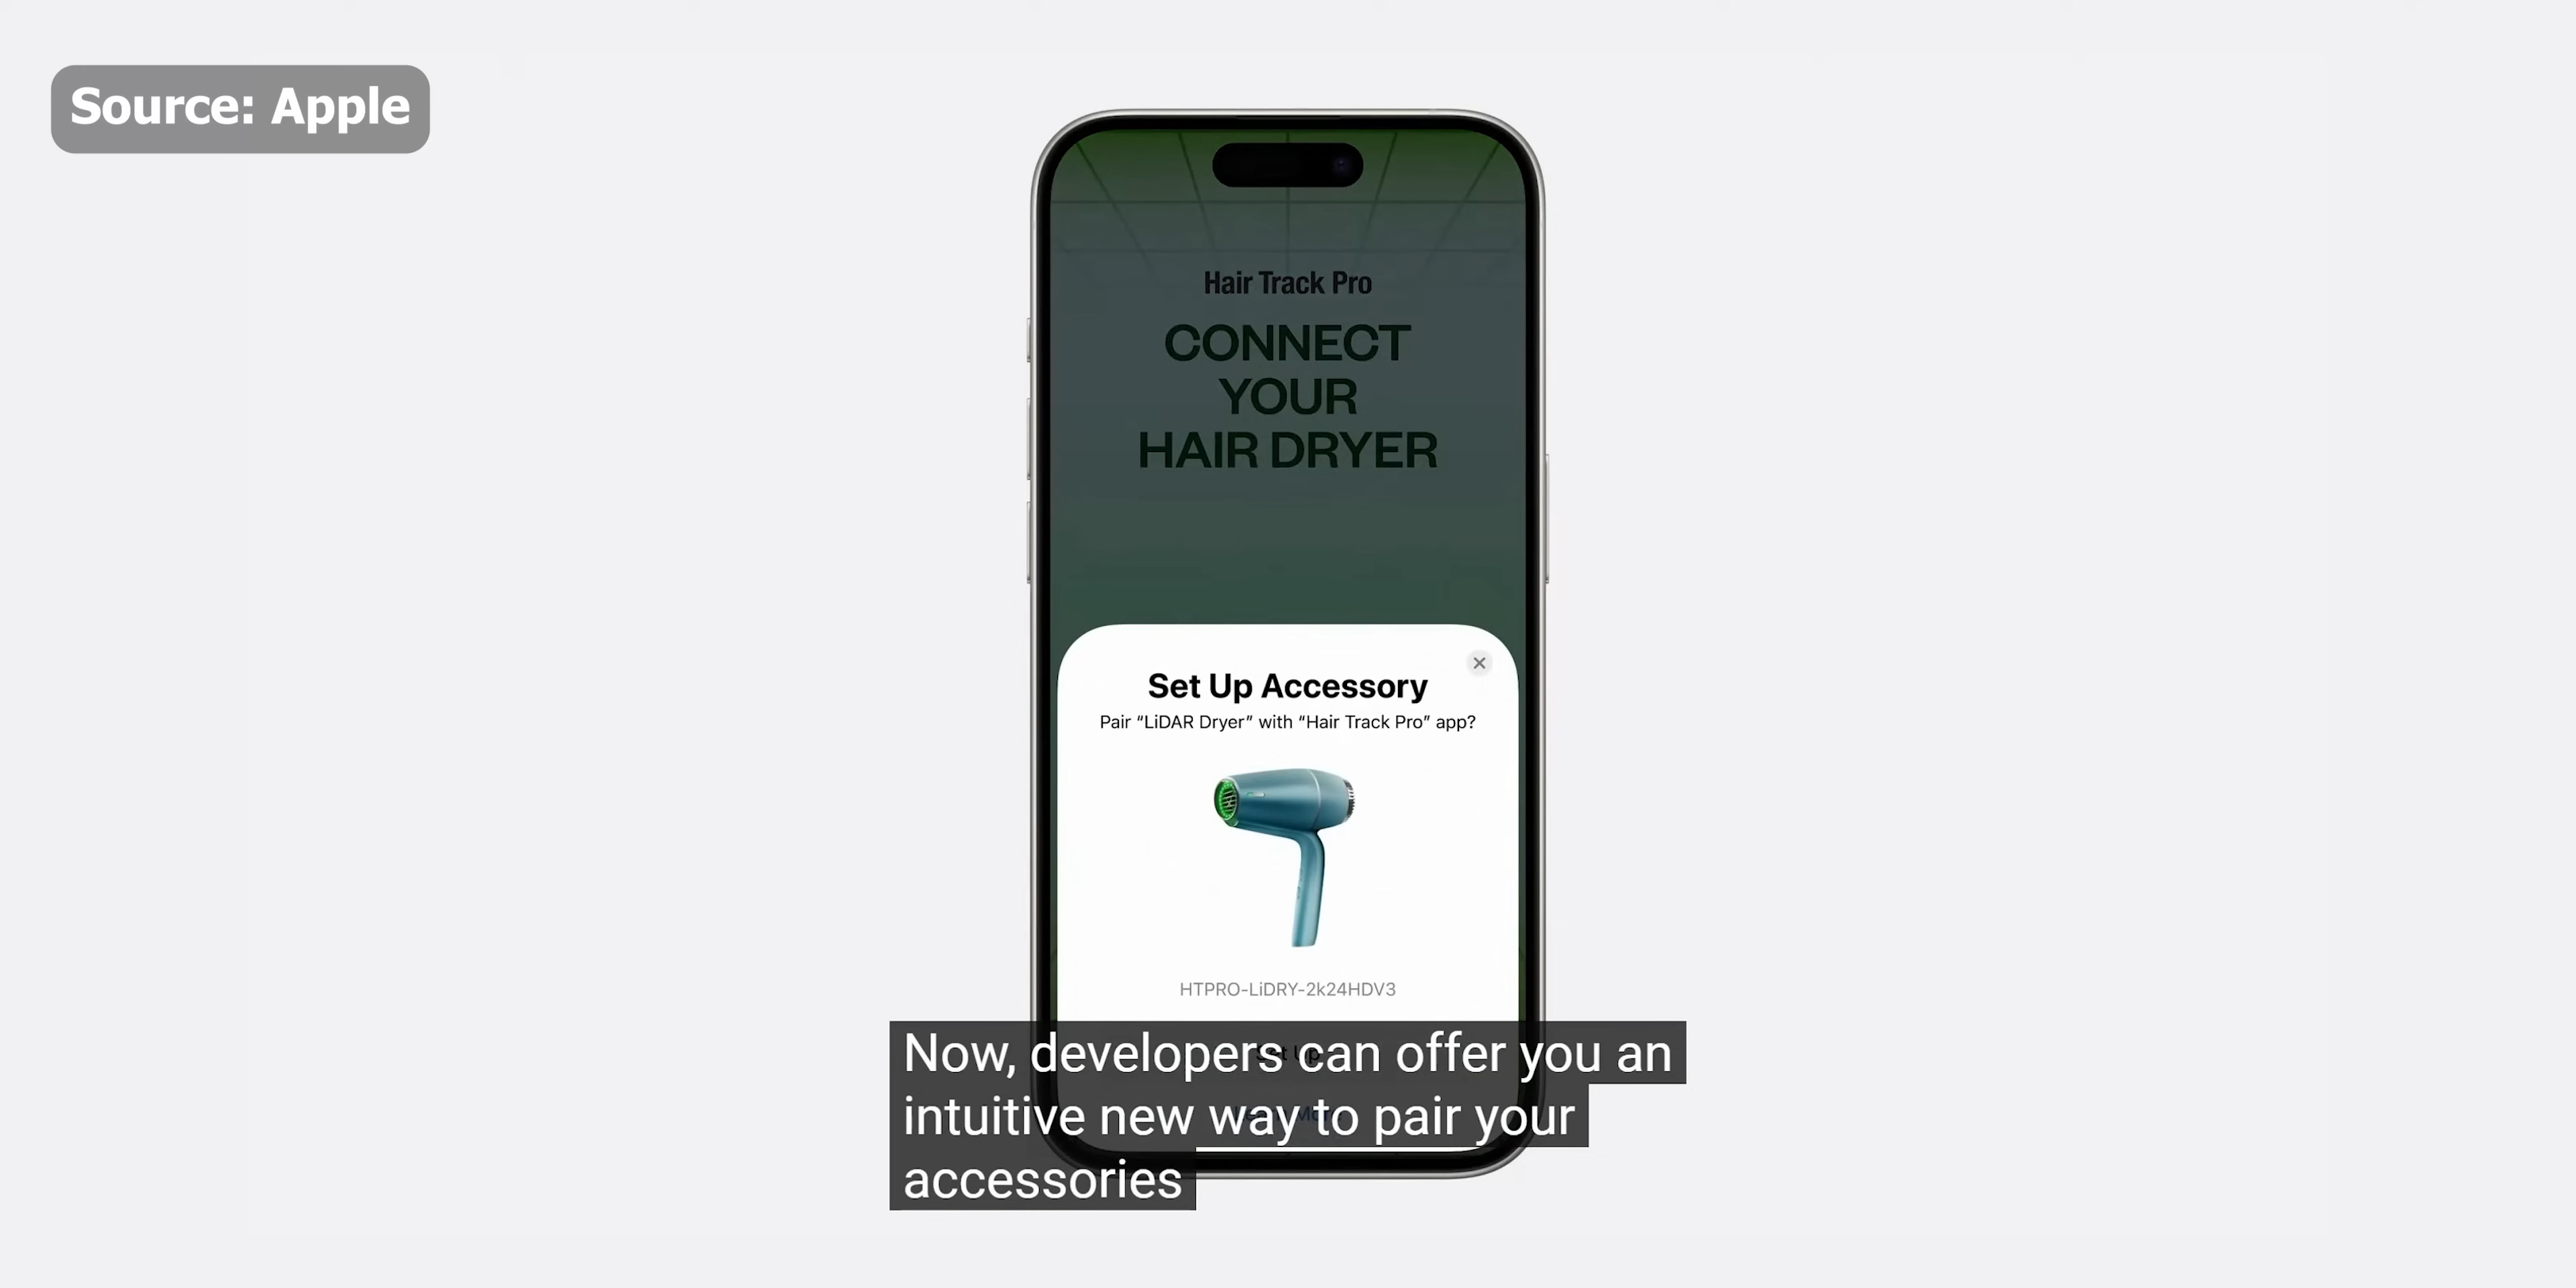 Source: Apple
Hair Track Pro
CONNECT
YOUR
HAIR DRYER
Set Up Accessory
Pair “LiDAR Dryer” with “Hair Track Pro” app?
HTPRO-LiDRY-2k24HDV3
Now, developers can offer you an
intuitive new way to pair your
accessories